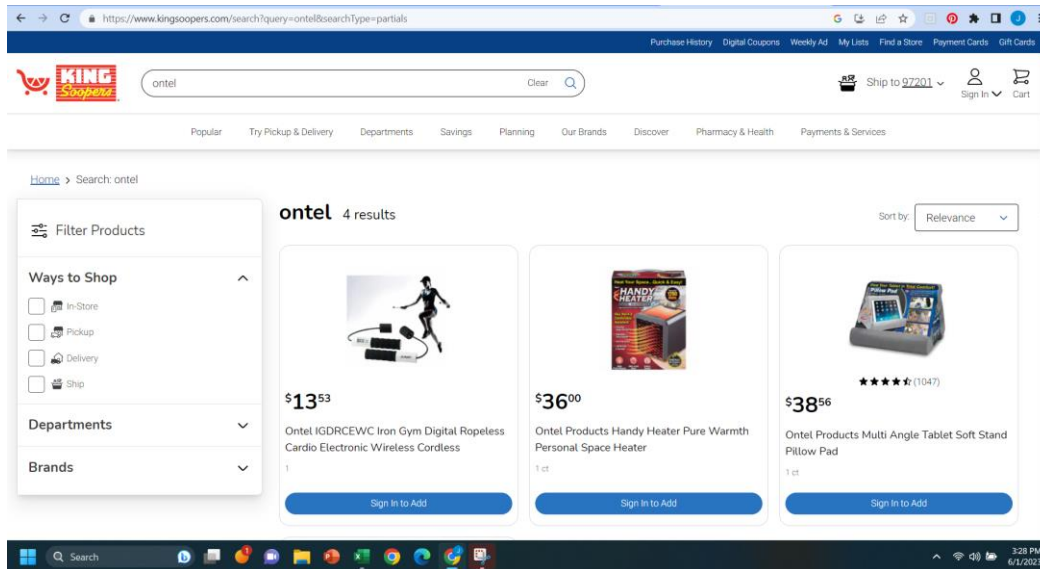 https://www.kingsoopers.com/search?query=ontel&searchType=partials
Purchase History Digital Coupons Weekly Ad My Lists Find a Store Payment Cards Gift Cards
KING
Soopers
ontel
Clear
Ship to 97201
Sign In
Cart
Popular Try Pickup & Delivery Departments Savings Planning Our Brands Discover Pharmacy & Health Payments & Services
Home > Search: ontel
Filter Products
Ways to Shop
In-Store
Pickup
Delivery
Ship
Departments
Brands
ontel 4 results
Sort by: Relevance
HANDY
HEATER
Pillow Pad
(1047)
$13 53
Ontel IGDRCEWC Iron Gym Digital Ropeless
Cardio Electronic Wireless Cordless
1
Sign In to Add
$36 00
Ontel Products Handy Heater Pure Warmth
Personal Space Heater
1 ct
Sign In to Add
$38 56
Ontel Products Multi Angle Tablet Soft Stand
Pillow Pad
1 ct
Sign In to Add
Search
3:28 PM
6/1/2023